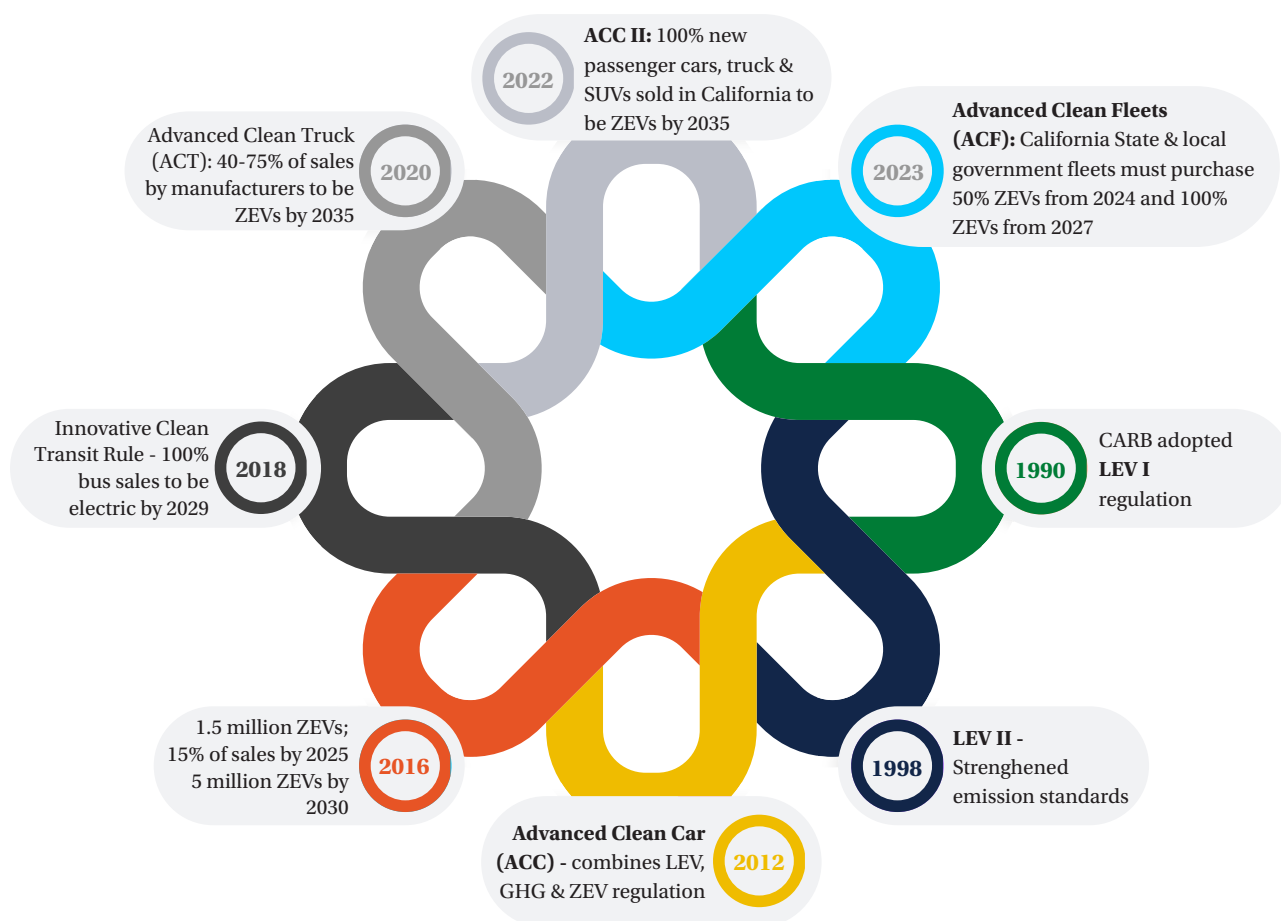 2022
ACC II: 100% new
passenger cars, truck &
SUVs sold in California to
be ZEVs by 2035
2023
Advanced Clean Fleets
(ACF): California State & local
government fleets must purchase
50% ZEVs from 2024 and 100%
ZEVs from 2027
Advanced Clean Truck
(ACT): 40-75% of sales
by manufacturers to be
ZEVs by 2035
2020
Innovative Clean
Transit Rule - 100%
bus sales to be
electric by 2029
2018
1990
CARB adopted
LEV I
regulation
1.5 million ZEVs;
15% of sales by 2025
5 million ZEVs by
2030
2016
1998
LEV II -
Strenghened
emission standards
Advanced Clean Car
(ACC) - combines LEV,
GHG & ZEV regulation
2012